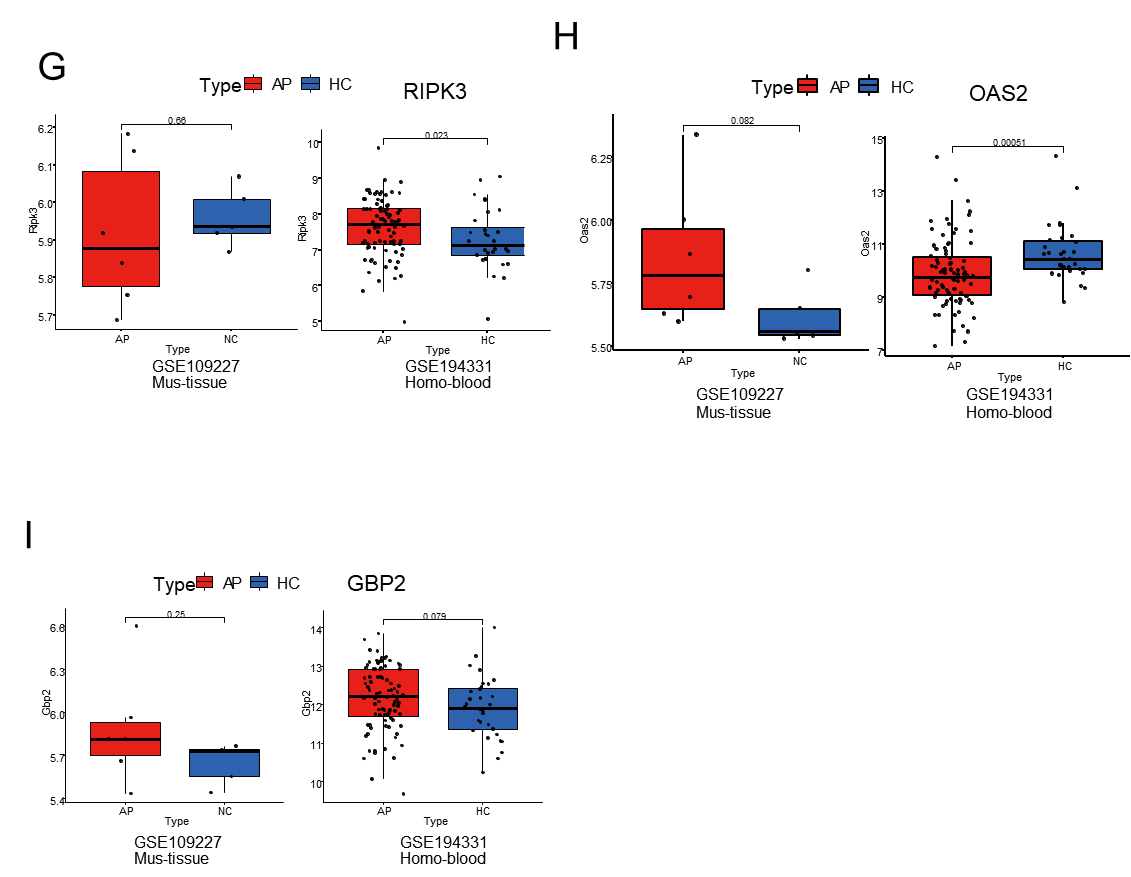 G
Type AP HC RIPK3
6.2
6.1
6.0
5.9
5.8
5.7
Ripk3
0.66
AP NC
Type
GSE109227
Mus-tissue
10
9
8
7
6
5
Ripk3
0.023
AP HC
Type
GSE194331
Homo-blood
H
Type AP HC OAS2
6.25
6.00
5.75
5.50
Oas2
0.082
AP NC
Type
GSE109227
Mus-tissue
15
13
11
9
7
Oas2
0.00051
AP HC
Type
GSE194331
Homo-blood
I
Type AP HC GBP2
6.6
6.3
6.0
5.7
5.4
Gbp2
0.25
AP NC
Type
GSE109227
Mus-tissue
14
13
12
11
10
Gbp2
0.079
AP HC
Type
GSE194331
Homo-blood